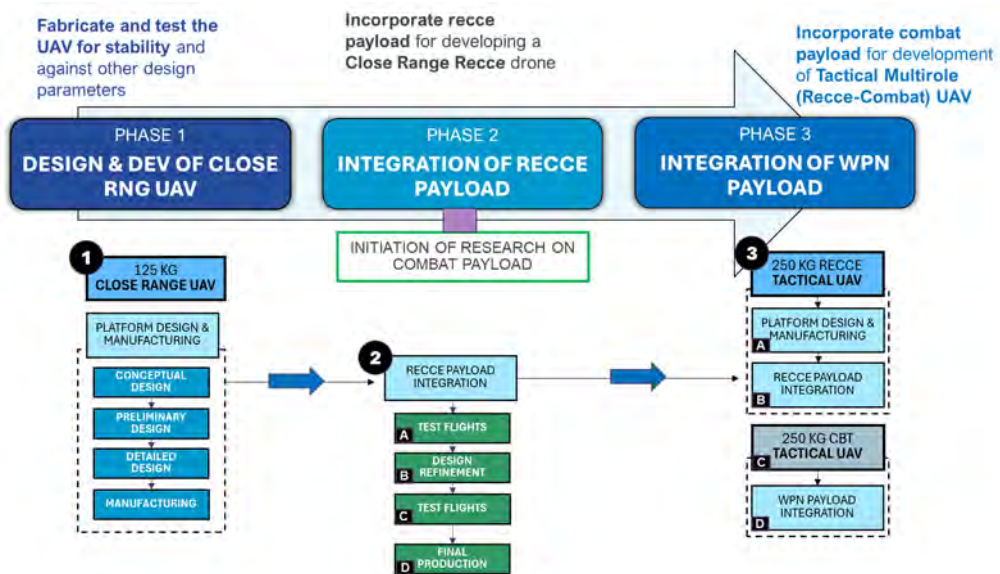 Fabricate and test the
UAV for stability and
against other design
parameters
Incorporate recce
payload for developing a
Close Range Recce drone
Incorporate combat
payload for development
of Tactical Multirole
(Recce-Combat) UAV
PHASE 1
DESIGN & DEV OF CLOSE
RNG UAV
PHASE 2
INTEGRATION OF RECCE
PAYLOAD
PHASE 3
INTEGRATION OF WPN
PAYLOAD
INITIATION OF RESEARCH ON
COMBAT PAYLOAD
1
125 KG
CLOSE RANGE UAV
PLATFORM DESIGN &
MANUFACTURING
CONCEPTUAL
DESIGN
PRELIMINARY
DESIGN
DETAILED
DESIGN
MANUFACTURING
2
RECCE PAYLOAD
INTEGRATION
A TEST FLIGHTS
DESIGN
B REFINEMENT
C TEST FLIGHTS
FINAL
D PRODUCTION
3
250 KG RECCE
TACTICAL UAV
PLATFORM DESIGN &
A MANUFACTURING
RECCE PAYLOAD
B INTEGRATION
250 KG CBT
C TACTICAL UAV
WPN PAYLOAD
D INTEGRATION